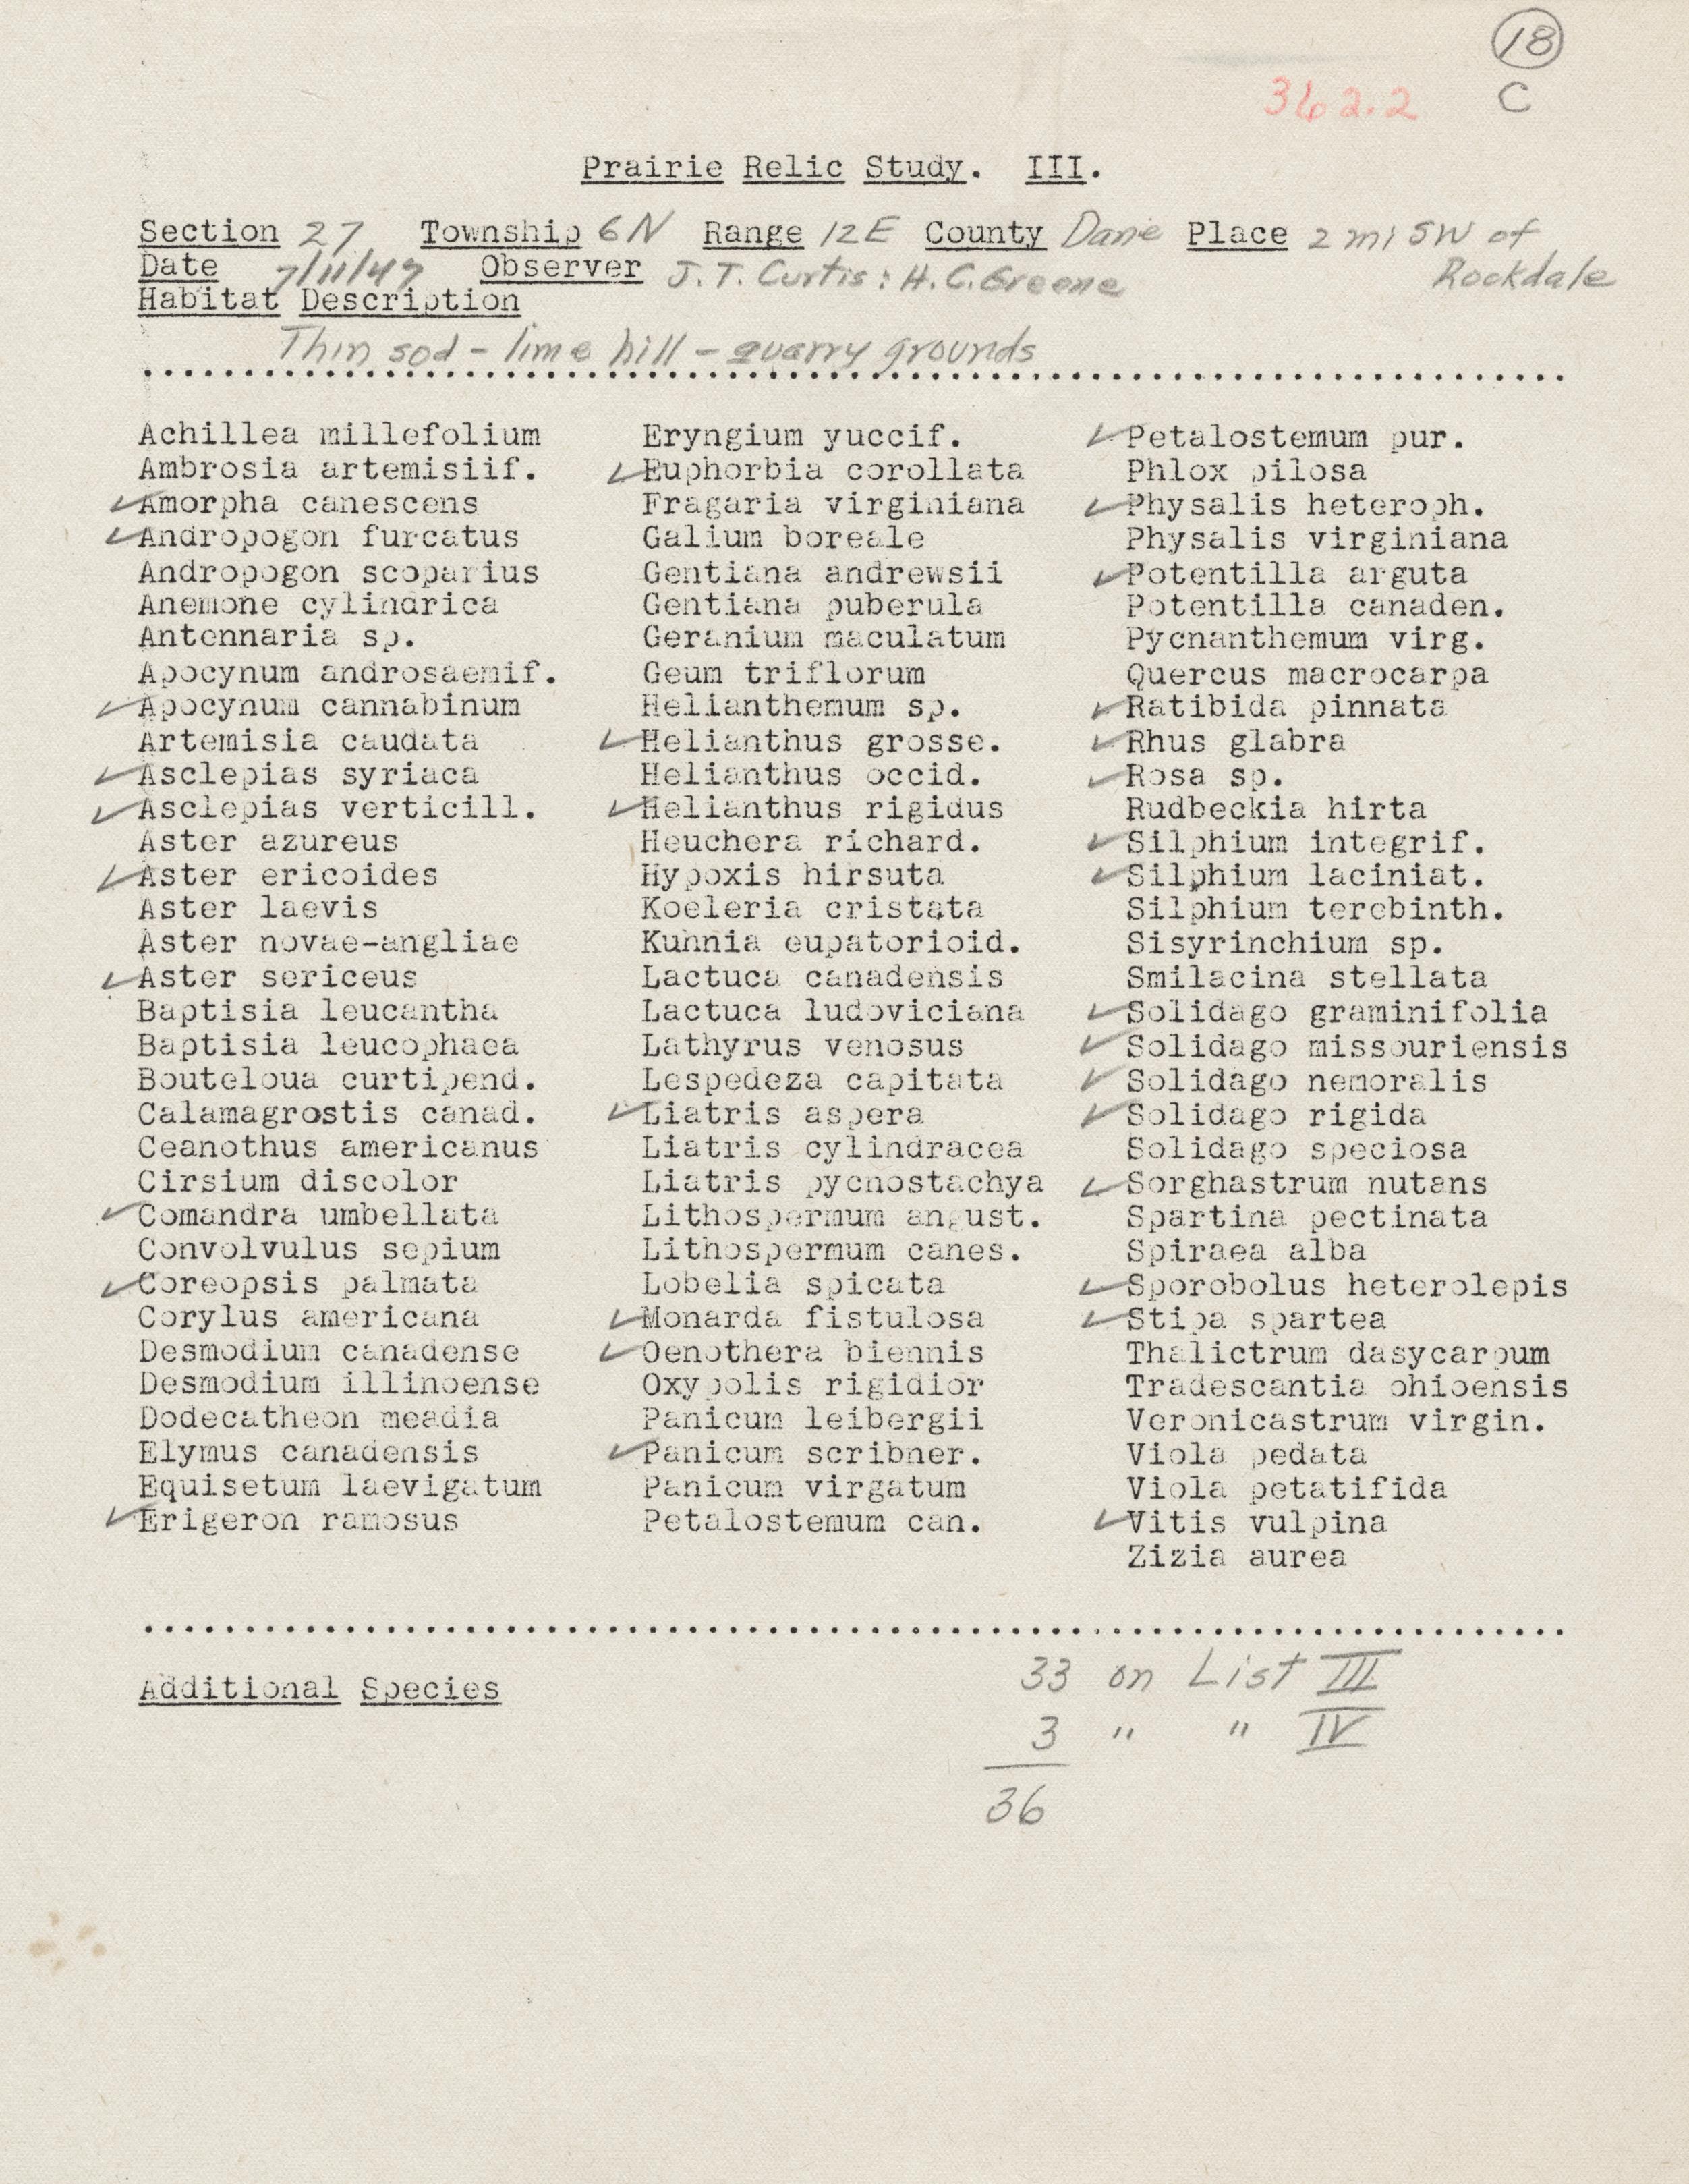 18
362.2 C
Prairie Relic Study. III.
Section 27 Township 6N Range 12E County Dane Place 2 mi SW of
Rockdale
Date 7/11/47 Observer J. T. Curtis: H. C. Greene
Habitat Description
Thin sod - lime hill - quarry grounds
Achillea millefolium
Ambrosia artemisiif.
✓Amorpha canescens
✓Andropogon furcatus
Andropogon scoparius
Anemone cylindrica
Antennaria sp.
Apocynum androsaemif.
✓Apocynum cannabinum
Artemisia caudata
✓Asclepias syriaca
✓Asclepias verticill.
Aster azureus
✓Aster ericoides
Aster laevis
Aster novae-angliae
✓Aster sericeus
Baptisia leucantha
Baptisia leucophaea
Bouteloua curtipend.
Calamagrostis canad.
Ceanothus americanus
Cirsium discolor
✓Comandra umbellata
Convolvulus sepium
✓Coreopsis palmata
Corylus americana
Desmodium canadense
Desmodium illinoense
Dodecatheon meadia
Elymus canadensis
Equisetum laevigatum
✓Erigeron ramosus
Eryngium yuccif.
✓Euphorbia corollata
Fragaria virginiana
Galium boreale
Gentiana andrewsii
Gentiana puberula
Geranium maculatum
Geum triflorum
Helianthemum sp.
✓Helianthus grosse.
Helianthus occid.
✓Helianthus rigidus
Heuchera richard.
Hypoxis hirsuta
Koeleria cristata
Kuhnia eupatorioid.
Lactuca canadensis
Lactuca ludoviciana
Lathyrus venosus
Lespedeza capitata
✓Liatris aspera
Liatris cylindracea
Liatris pycnostachya
Lithospermum angust.
Lithospermum canes.
Lobelia spicata
✓Monarda fistulosa
✓Oenothera biennis
Oxypolis rigidior
Panicum leibergii
✓Panicum scribner.
Panicum virgatum
Petalostemum can.
✓Petalostemum pur.
Phlox pilosa
✓Physalis heteroph.
Physalis virginiana
✓Potentilla arguta
Potentilla canaden.
Pycnanthemum virg.
Quercus macrocarpa
✓Ratibida pinnata
✓Rhus glabra
✓Rosa sp.
Rudbeckia hirta
✓Silphium integrif.
✓Silphium laciniat.
Silphium terebinth.
Sisyrinchium sp.
Smilacina stellata
✓Solidago graminifolia
✓Solidago missouriensis
✓Solidago nemoralis
✓Solidago rigida
Solidago speciosa
✓Sorghastrum nutans
Spartina pectinata
Spiraea alba
✓Sporobolus heterolepis
✓Stipa spartea
Thalictrum dasycarpum
Tradescantia ohioensis
Veronicastrum virgin.
Viola pedata
Viola petatifida
✓Vitis vulpina
Zizia aurea
Additional Species
33 on List III
3 " " IV
36